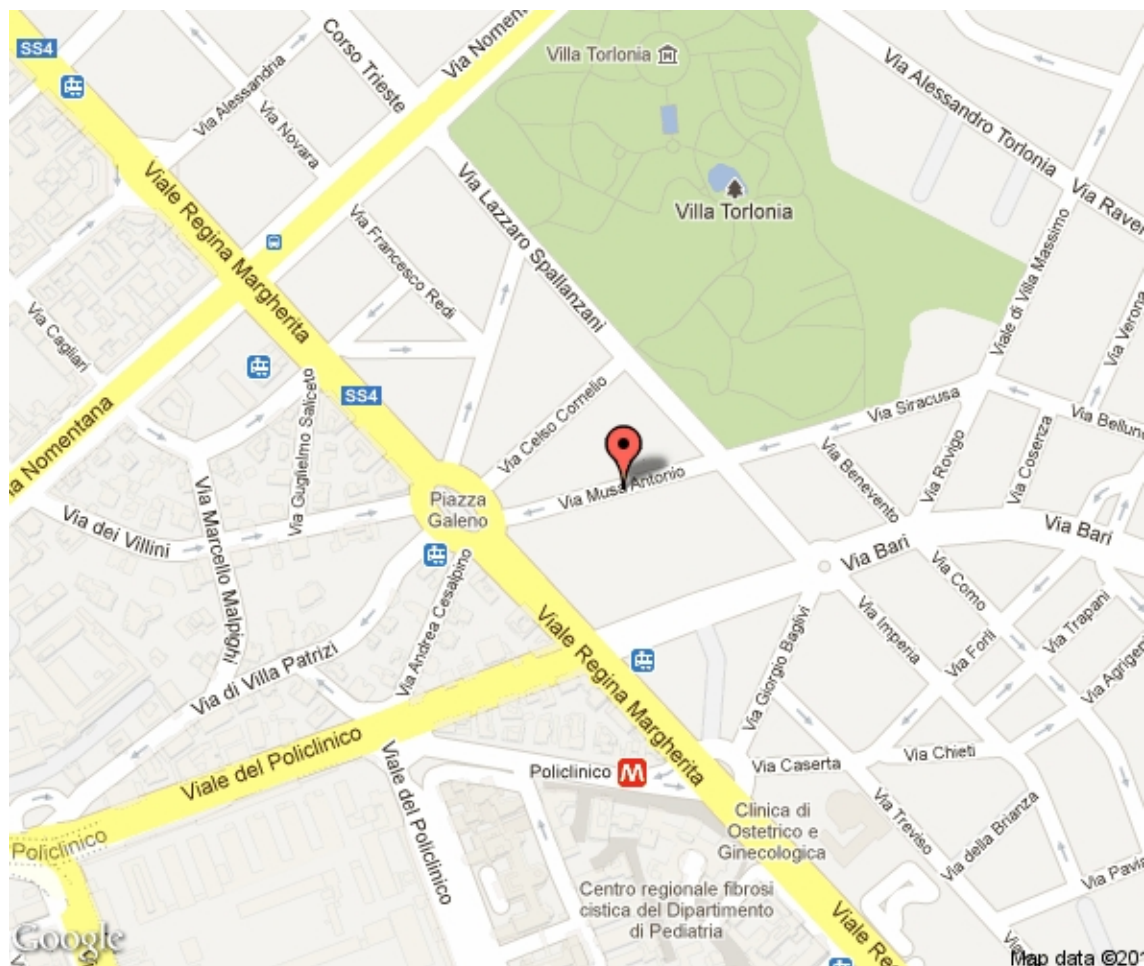 SS4
Corso Trieste
Via Nomen
Villa Torlonia
Via Alessandria
Via Novara
Via Alessandro Torlonia
Viale Regina Margherita
Via Lazzaro Spallanzani
Villa Torlonia
Via Raver
Via Francesco Redi
Viale di Villa Massimo
Via Verona
Via Cagliari
SS4
Via Guglielmo Saliceto
Via Celso Cornelio
Via Siracusa
Via Belluno
Nomentana
Via Rovigo
Via Cosenza
Via Benevento
Via Musa Antonio
Piazza
Galeno
Via dei Villini
Via Marcello Malpighi
Via Bari
Via Bari
Via Andrea Cesalpino
Via Como
Via Imperia
Via Trapani
Via Forlì
Via Giorgio Baglivi
Via Agrigen
Viale Regina Margherita
Via di Villa Patrizi
Viale del Policlinico
Policlinico
M
Via Caserta
Via Chieti
Viale del Policlinico
Clinica di
Ostetrico e
Ginecologica
Via Treviso
Via della Brianza
Policlinico
Via Pavia
Centro regionale fibrosi
cistica del Dipartimento
di Pediatria
Viale Re
Google
Map data ©20